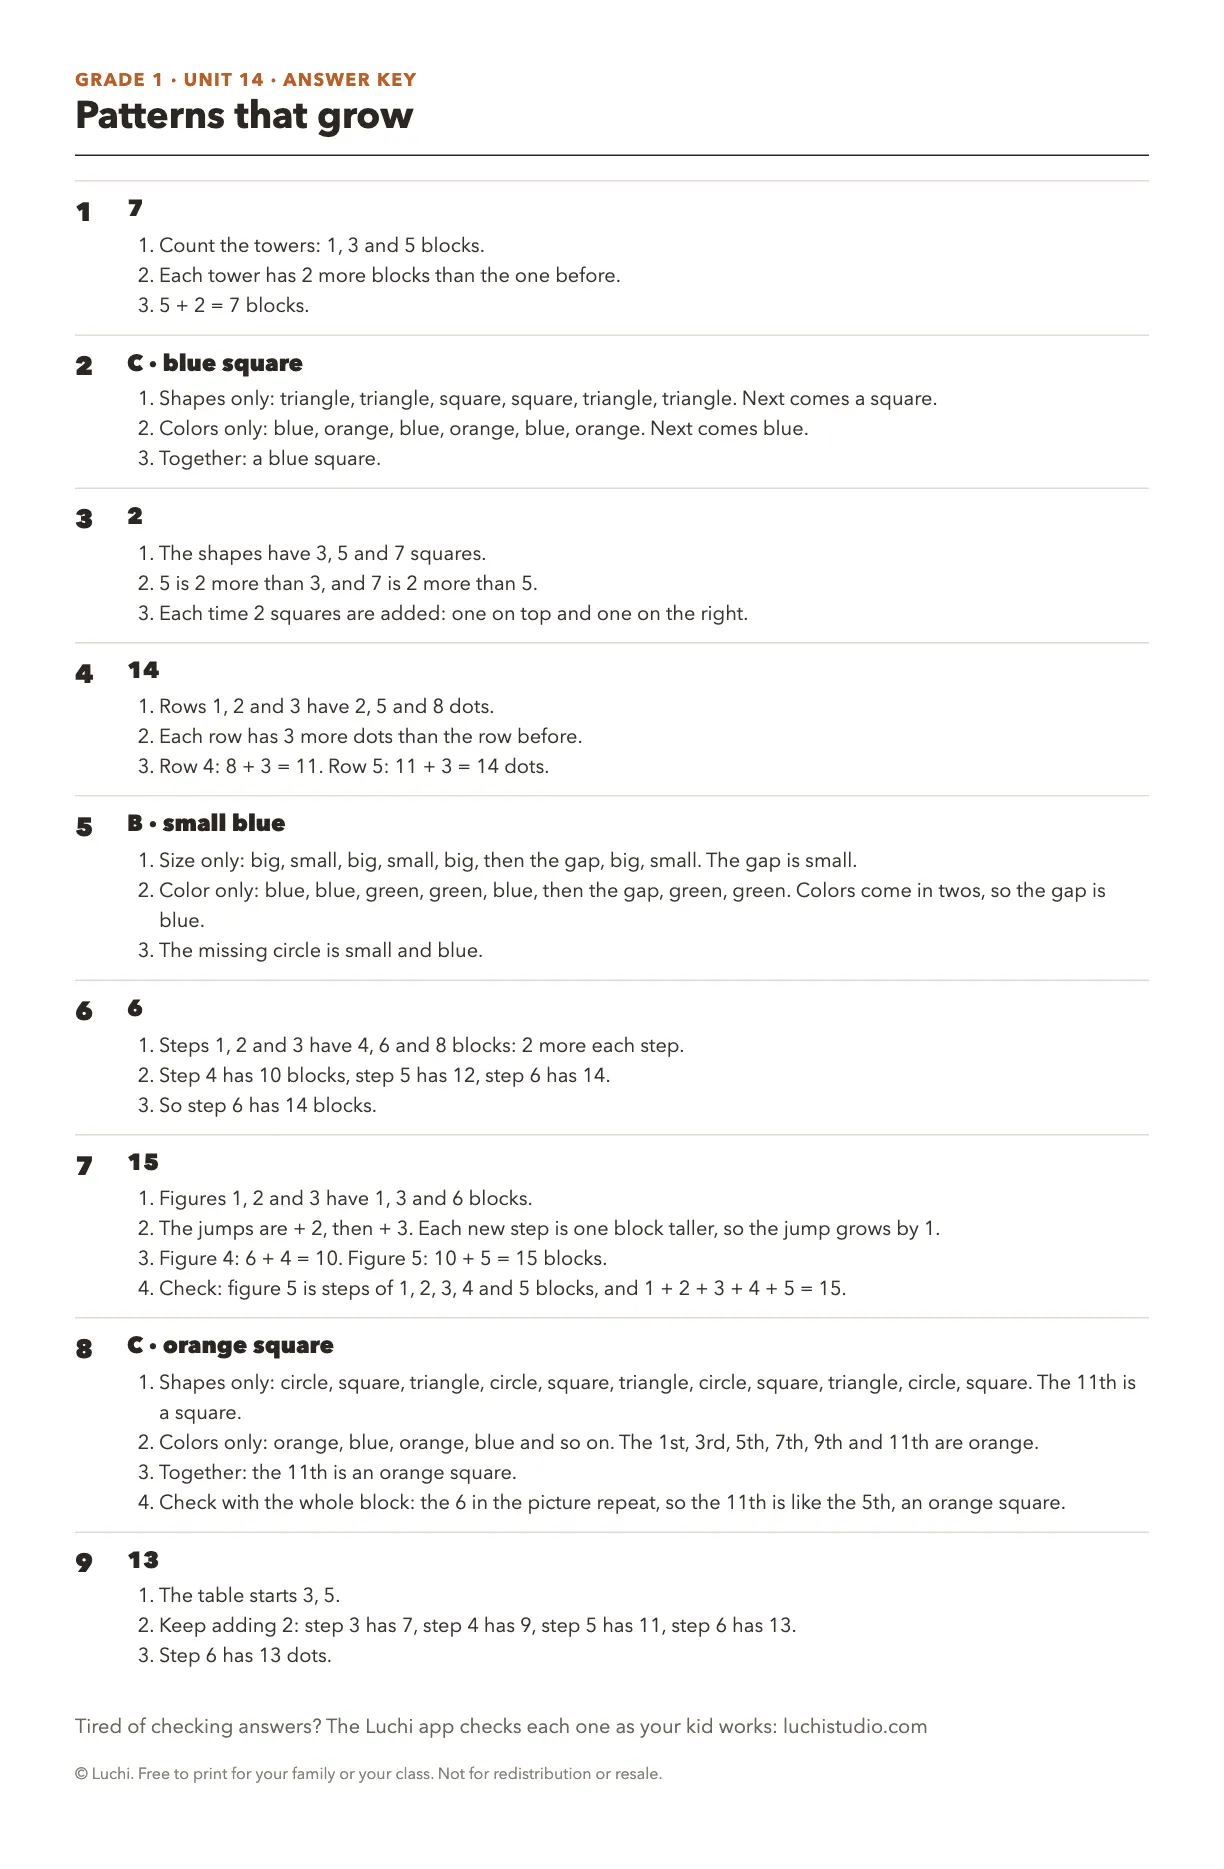 GRADE 1 · UNIT 14 · ANSWER KEY
Patterns that grow
1 7
1. Count the towers: 1, 3 and 5 blocks.
2. Each tower has 2 more blocks than the one before.
3. 5 + 2 = 7 blocks.
2 C · blue square
1. Shapes only: triangle, triangle, square, square, triangle, triangle. Next comes a square.
2. Colors only: blue, orange, blue, orange, blue, orange. Next comes blue.
3. Together: a blue square.
3 2
1. The shapes have 3, 5 and 7 squares.
2. 5 is 2 more than 3, and 7 is 2 more than 5.
3. Each time 2 squares are added: one on top and one on the right.
4 14
1. Rows 1, 2 and 3 have 2, 5 and 8 dots.
2. Each row has 3 more dots than the row before.
3. Row 4: 8 + 3 = 11. Row 5: 11 + 3 = 14 dots.
5 B · small blue
1. Size only: big, small, big, small, big, then the gap, big, small. The gap is small.
2. Color only: blue, blue, green, green, blue, then the gap, green, green. Colors come in twos, so the gap is
blue.
3. The missing circle is small and blue.
6 6
1. Steps 1, 2 and 3 have 4, 6 and 8 blocks: 2 more each step.
2. Step 4 has 10 blocks, step 5 has 12, step 6 has 14.
3. So step 6 has 14 blocks.
7 15
1. Figures 1, 2 and 3 have 1, 3 and 6 blocks.
2. The jumps are + 2, then + 3. Each new step is one block taller, so the jump grows by 1.
3. Figure 4: 6 + 4 = 10. Figure 5: 10 + 5 = 15 blocks.
4. Check: figure 5 is steps of 1, 2, 3, 4 and 5 blocks, and 1 + 2 + 3 + 4 + 5 = 15.
8 C · orange square
1. Shapes only: circle, square, triangle, circle, square, triangle, circle, square, triangle, circle, square. The 11th is
a square.
2. Colors only: orange, blue, orange, blue and so on. The 1st, 3rd, 5th, 7th, 9th and 11th are orange.
3. Together: the 11th is an orange square.
4. Check with the whole block: the 6 in the picture repeat, so the 11th is like the 5th, an orange square.
9 13
1. The table starts 3, 5.
2. Keep adding 2: step 3 has 7, step 4 has 9, step 5 has 11, step 6 has 13.
3. Step 6 has 13 dots.
Tired of checking answers? The Luchi app checks each one as your kid works: luchistudio.com
© Luchi. Free to print for your family or your class. Not for redistribution or resale.